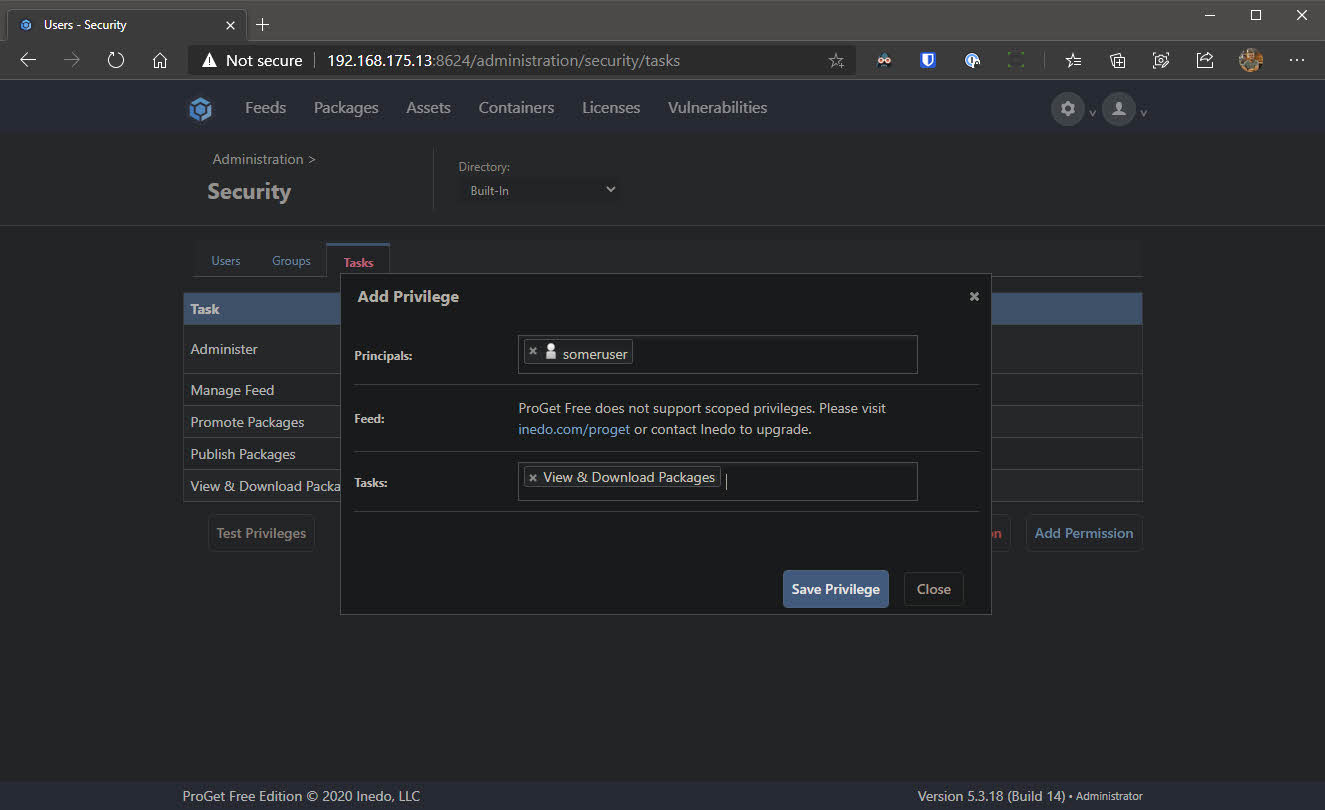 Users - Security
Not secure 192.168.175.13:8624/administration/security/tasks
Feeds Packages Assets Containers Licenses Vulnerabilities
Administration >
Security
Directory:
Built-In
Users Groups Tasks
Task
Administer
Manage Feed
Promote Packages
Publish Packages
View & Download Packa
Test Privileges
on
Add Permission
Add Privilege
Principals:
someruser
Feed:
ProGet Free does not support scoped privileges. Please visit
inedo.com/proget or contact Inedo to upgrade.
Tasks:
View & Download Packages
Save Privilege Close
ProGet Free Edition © 2020 Inedo, LLC
Version 5.3.18 (Build 14) • Administrator